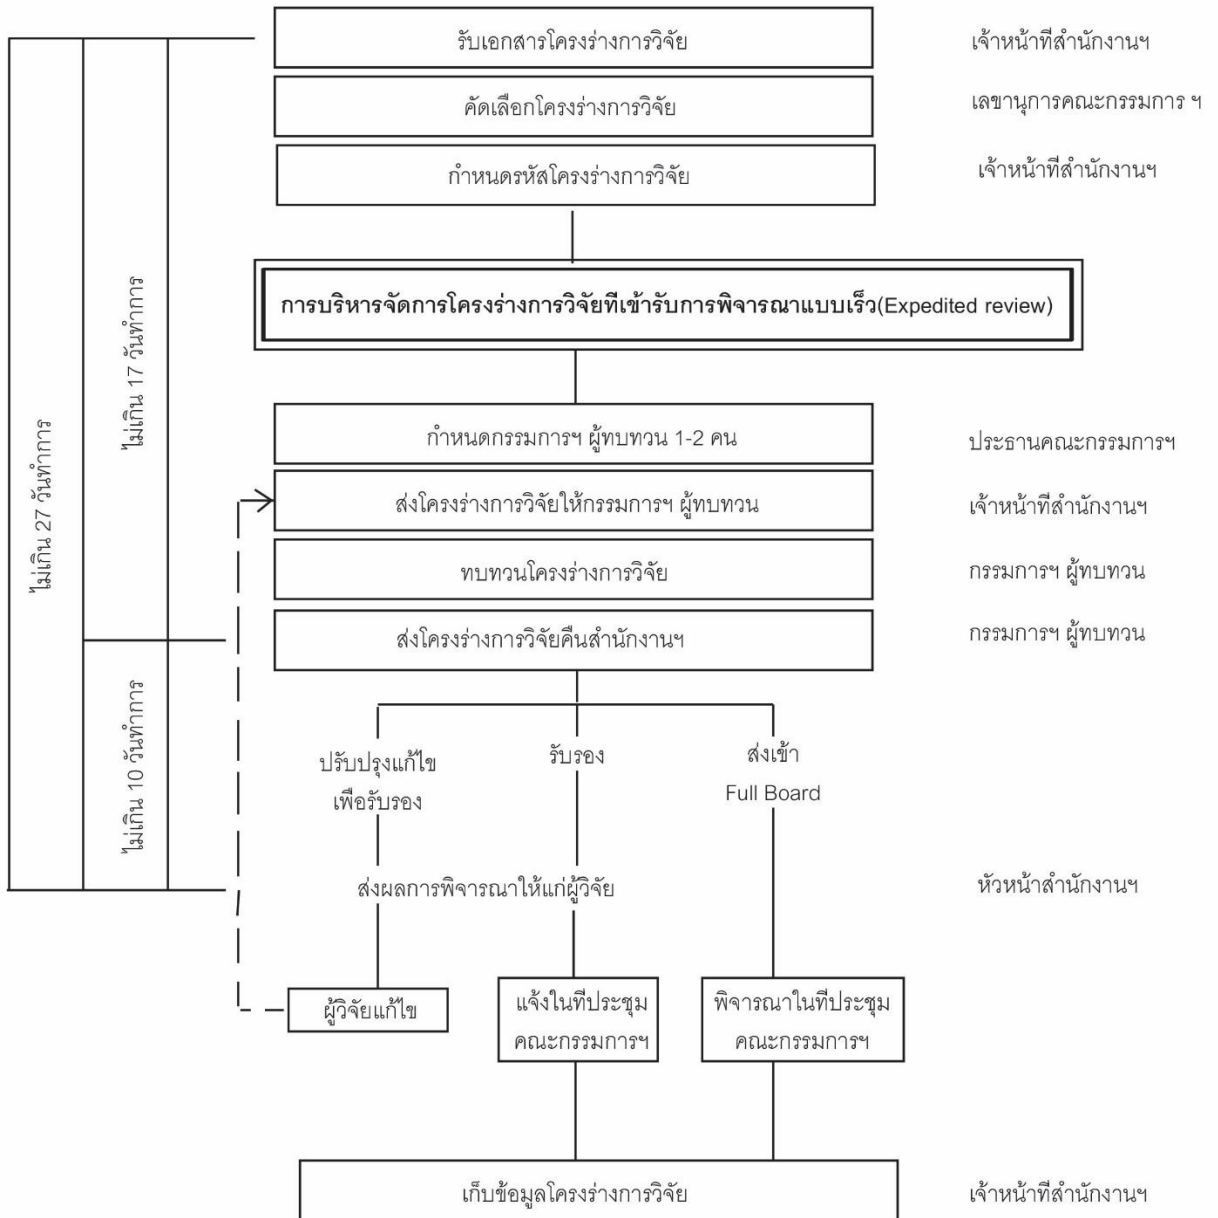 รับเอกสารโครงร่างการวิจัย
เจ้าหน้าที่สำนักงานฯ
คัดเลือกโครงร่างการวิจัย
เลขานุการคณะกรรมการ ฯ
กำหนดรหัสโครงร่างการวิจัย
เจ้าหน้าที่สำนักงานฯ
การบริหารจัดการโครงร่างการวิจัยที่เข้ารับการพิจารณาแบบเร็ว(Expedited review)
ไม่เกิน 27 วันทำการ
ไม่เกิน 17 วันทำการ
กำหนดกรรมการฯ ผู้ทบทวน 1-2 คน
ประธานคณะกรรมการฯ
ส่งโครงร่างการวิจัยให้กรรมการฯ ผู้ทบทวน
เจ้าหน้าที่สำนักงานฯ
ทบทวนโครงร่างการวิจัย
กรรมการฯ ผู้ทบทวน
ส่งโครงร่างการวิจัยคืนสำนักงานฯ
กรรมการฯ ผู้ทบทวน
ไม่เกิน 10 วันทำการ
ปรับปรุงแก้ไข
เพื่อรับรอง
รับรอง
ส่งเข้า
Full Board
ส่งผลการพิจารณาให้แก่ผู้วิจัย
หัวหน้าสำนักงานฯ
ผู้วิจัยแก้ไข
แจ้งในที่ประชุม
คณะกรรมการฯ
พิจารณาในที่ประชุม
คณะกรรมการฯ
เก็บข้อมูลโครงร่างการวิจัย
เจ้าหน้าที่สำนักงานฯ